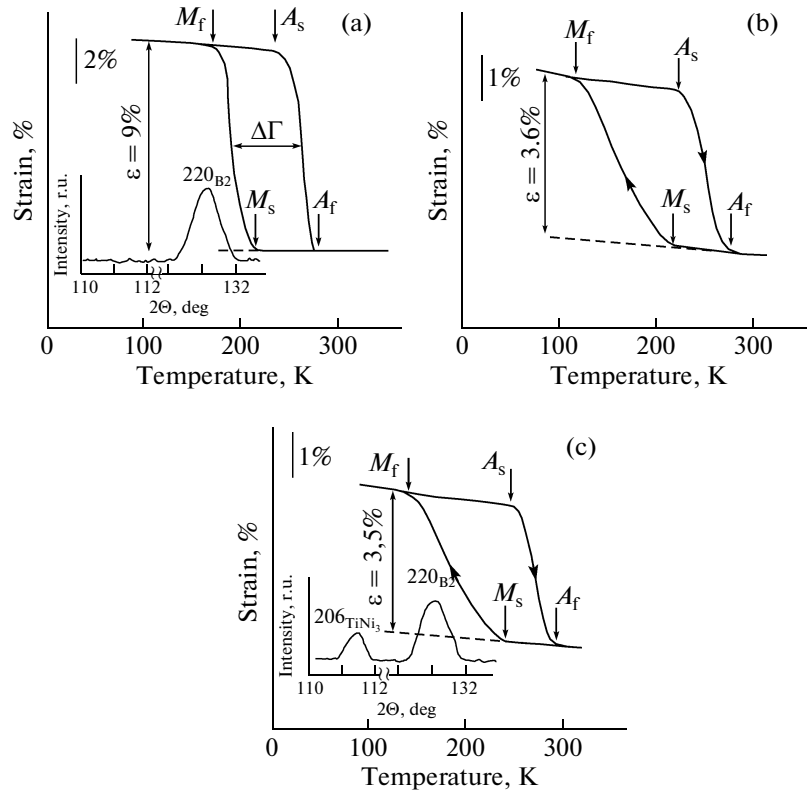 M_f A_s (a)
2%
Strain, %
ε = 9%
ΔΓ
220_B2
M_s A_f
Intensity, r.u.
110 112 132
2Θ, deg
0 100 200 300
Temperature, K
M_f (b)
1%
A_s
Strain, %
ε = 3.6%
M_s A_f
0 100 200 300
Temperature, K
1% (c)
M_f A_s
Strain, %
ε = 3,5%
220_B2
206_TiNi3
M_s A_f
Intensity, r.u.
110 112 132
2Θ, deg
0 100 200 300
Temperature, K